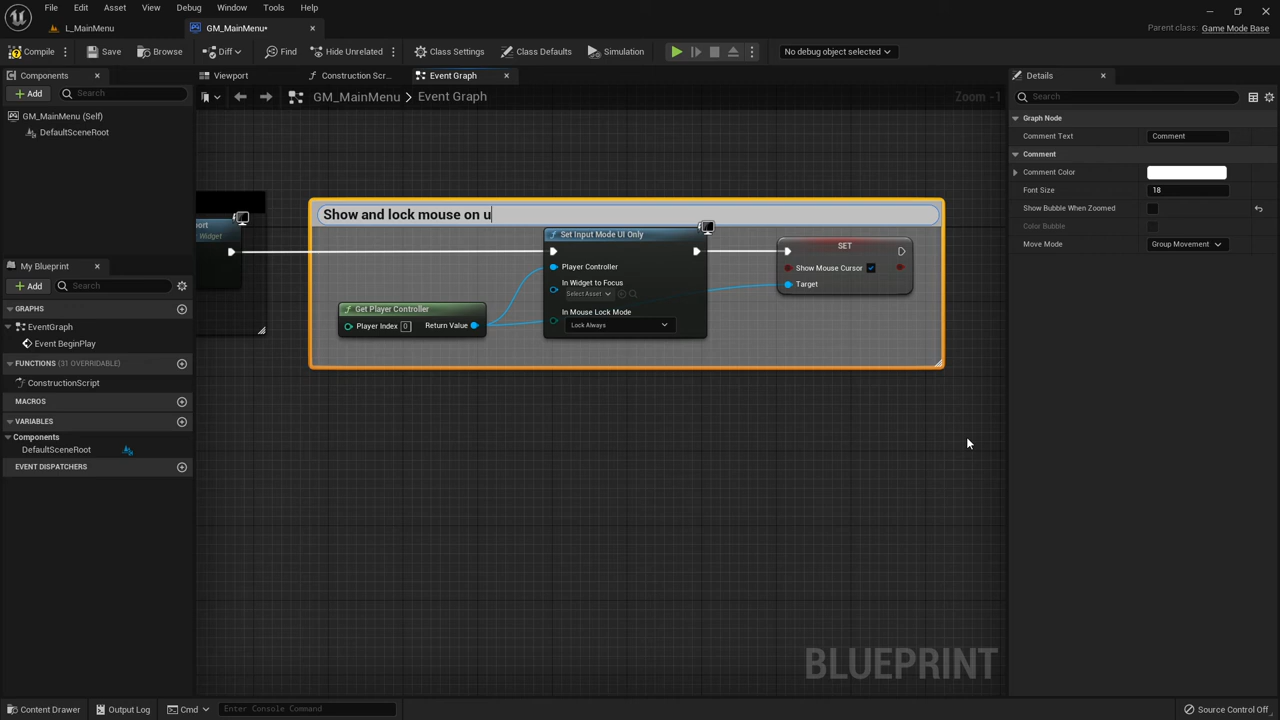 File Edit Asset View Debug Window Tools Help
L_MainMenu GM_MainMenu* Parent class: Game Mode Base
Compile Save Browse Diff Find Hide Unrelated Class Settings Class Defaults Simulation No debug object selected
Components Viewport Construction Scr... Event Graph Details
Add Search GM_MainMenu > Event Graph Zoom -1 Search
GM_MainMenu (Self)
DefaultSceneRoot
Graph Node
Comment Text Comment
Comment
Comment Color
Font Size 18
Show Bubble When Zoomed
Color Bubble
Move Mode Group Movement
Show and lock mouse on u
port
Widget
Set Input Mode UI Only
Player Controller
In Widget to Focus
Select Asset
In Mouse Lock Mode
Lock Always
SET
Show Mouse Cursor
Target
Get Player Controller
Player Index 0 Return Value
My Blueprint
Add Search
GRAPHS
EventGraph
Event BeginPlay
FUNCTIONS (31 OVERRIDABLE)
ConstructionScript
MACROS
VARIABLES
Components
DefaultSceneRoot
EVENT DISPATCHERS
BLUEPRINT
Content Drawer Output Log Cmd Enter Console Command Source Control Off